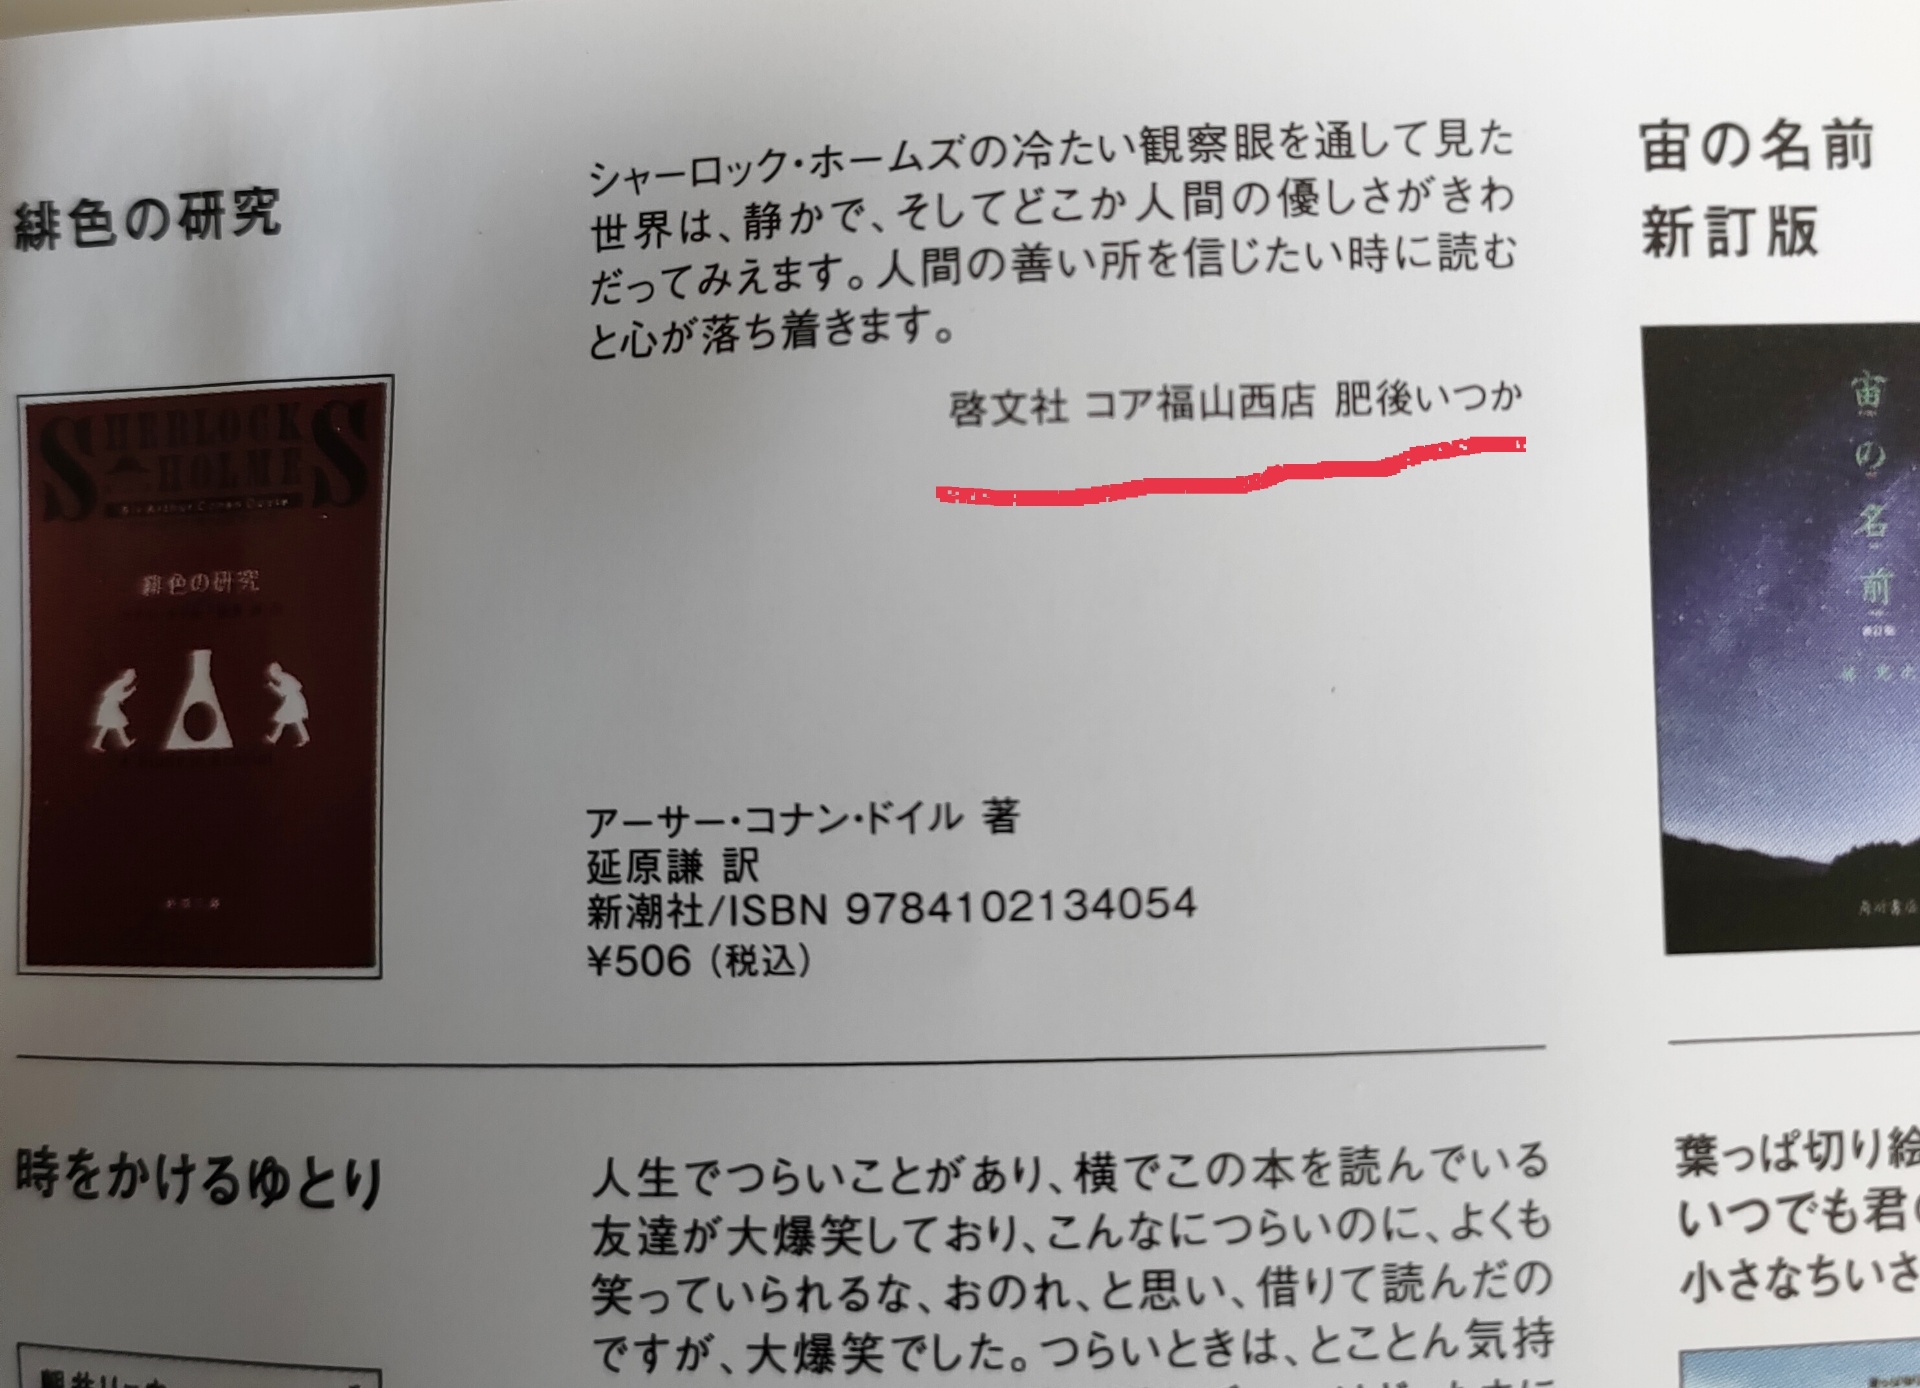 緋色の研究
シャーロック・ホームズの冷たい観察眼を通して見た
世界は、静かで、そしてどこか人間の優しさがきわ
だってみえます。人間の善い所を信じたい時に読む
と心が落ち着きます。
啓文社 コア福山西店 肥後いつか
SHERLOCK
HOLMES
Sir Arthur Conan Doyle
緋色の研究
アーサー・コナン・ドイル 著
延原謙 訳
新潮社/ISBN 9784102134054
¥506(税込)
時をかけるゆとり
人生でつらいことがあり、横でこの本を読んでいる
友達が大爆笑しており、こんなにつらいのに、よくも
笑っていられるな、おのれ、と思い、借りて読んだの
ですが、大爆笑でした。つらいときは、とことん気持
宙の名前
新訂版
宙の名前
角川書店
葉っぱ切り絵
いつでも君の
小さなちいさ